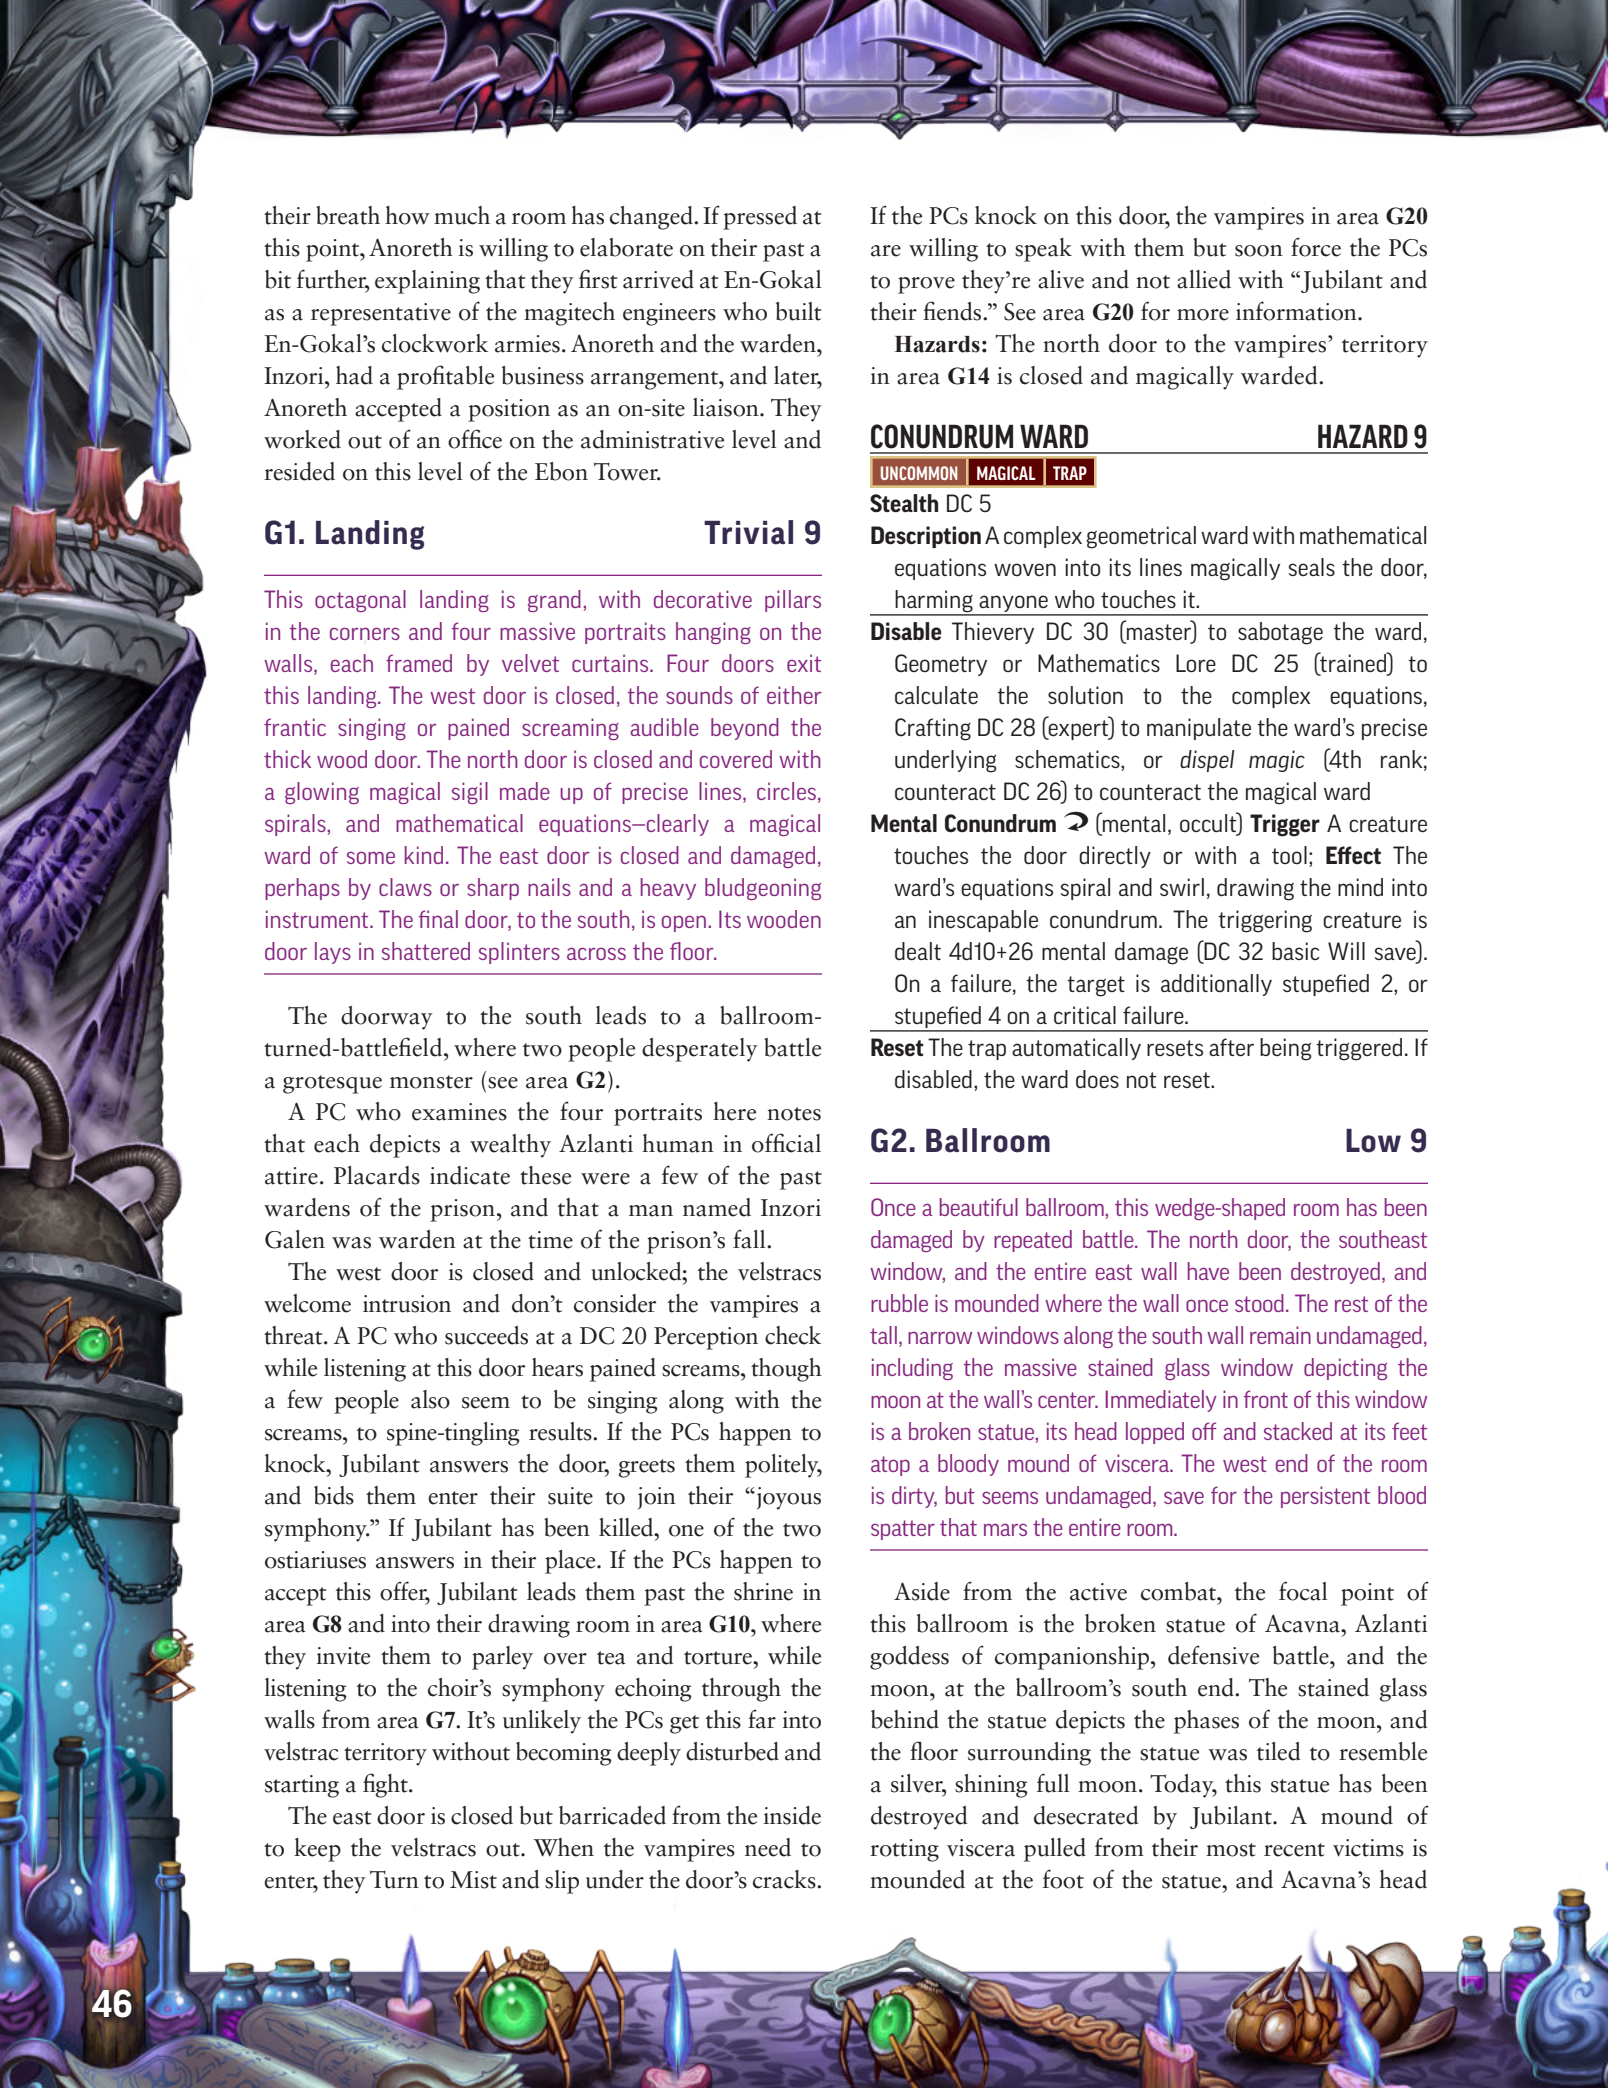 their breath how much a room has changed. If pressed at
this point, Anoreth is willing to elaborate on their past a
bit further, explaining that they first arrived at En-Gokal
as a representative of the magitech engineers who built
En-Gokal’s clockwork armies. Anoreth and the warden,
Inzori, had a profitable business arrangement, and later,
Anoreth accepted a position as an on-site liaison. They
worked out of an office on the administrative level and
resided on this level of the Ebon Tower.
G1. Landing Trivial 9
This octagonal landing is grand, with decorative pillars
in the corners and four massive portraits hanging on the
walls, each framed by velvet curtains. Four doors exit
this landing. The west door is closed, the sounds of either
frantic singing or pained screaming audible beyond the
thick wood door. The north door is closed and covered with
a glowing magical sigil made up of precise lines, circles,
spirals, and mathematical equations—clearly a magical
ward of some kind. The east door is closed and damaged,
perhaps by claws or sharp nails and a heavy bludgeoning
instrument. The final door, to the south, is open. Its wooden
door lays in shattered splinters across the floor.
The doorway to the south leads to a ballroom-
turned-battlefield, where two people desperately battle
a grotesque monster (see area G2).
A PC who examines the four portraits here notes
that each depicts a wealthy Azlanti human in official
attire. Placards indicate these were a few of the past
wardens of the prison, and that a man named Inzori
Galen was warden at the time of the prison’s fall.
The west door is closed and unlocked; the velstracs
welcome intrusion and don’t consider the vampires a
threat. A PC who succeeds at a DC 20 Perception check
while listening at this door hears pained screams, though
a few people also seem to be singing along with the
screams, to spine-tingling results. If the PCs happen to
knock, Jubilant answers the door, greets them politely,
and bids them enter their suite to join their “joyous
symphony.” If Jubilant has been killed, one of the two
ostiariuses answers in their place. If the PCs happen to
accept this offer, Jubilant leads them past the shrine in
area G8 and into their drawing room in area G10, where
they invite them to parley over tea and torture, while
listening to the choir’s symphony echoing through the
walls from area G7. It’s unlikely the PCs get this far into
velstrac territory without becoming deeply disturbed and
starting a fight.
The east door is closed but barricaded from the inside
to keep the velstracs out. When the vampires need to
enter, they Turn to Mist and slip under the door’s cracks.
If the PCs knock on this door, the vampires in area G20
are willing to speak with them but soon force the PCs
to prove they’re alive and not allied with “Jubilant and
their fiends.” See area G20 for more information.
Hazards: The north door to the vampires’ territory
in area G14 is closed and magically warded.
CONUNDRUM WARD HAZARD 9
UNCOMMON MAGICAL TRAP
Stealth DC 5
Description A complex geometrical ward with mathematical
equations woven into its lines magically seals the door,
harming anyone who touches it.
Disable Thievery DC 30 (master) to sabotage the ward,
Geometry or Mathematics Lore DC 25 (trained) to
calculate the solution to the complex equations,
Crafting DC 28 (expert) to manipulate the ward’s precise
underlying schematics, or dispel magic (4th rank;
counteract DC 26) to counteract the magical ward
Mental Conundrum (mental, occult) Trigger A creature
touches the door directly or with a tool; Effect The
ward’s equations spiral and swirl, drawing the mind into
an inescapable conundrum. The triggering creature is
dealt 4d10+26 mental damage (DC 32 basic Will save).
On a failure, the target is additionally stupefied 2, or
stupefied 4 on a critical failure.
Reset The trap automatically resets after being triggered. If
disabled, the ward does not reset.
G2. Ballroom Low 9
Once a beautiful ballroom, this wedge-shaped room has been
damaged by repeated battle. The north door, the southeast
window, and the entire east wall have been destroyed, and
rubble is mounded where the wall once stood. The rest of the
tall, narrow windows along the south wall remain undamaged,
including the massive stained glass window depicting the
moon at the wall’s center. Immediately in front of this window
is a broken statue, its head lopped off and stacked at its feet
atop a bloody mound of viscera. The west end of the room
is dirty, but seems undamaged, save for the persistent blood
spatter that mars the entire room.
Aside from the active combat, the focal point of
this ballroom is the broken statue of Acavna, Azlanti
goddess of companionship, defensive battle, and the
moon, at the ballroom’s south end. The stained glass
behind the statue depicts the phases of the moon, and
the floor surrounding the statue was tiled to resemble
a silver, shining full moon. Today, this statue has been
destroyed and desecrated by Jubilant. A mound of
rotting viscera pulled from their most recent victims is
mounded at the foot of the statue, and Acavna’s head
46